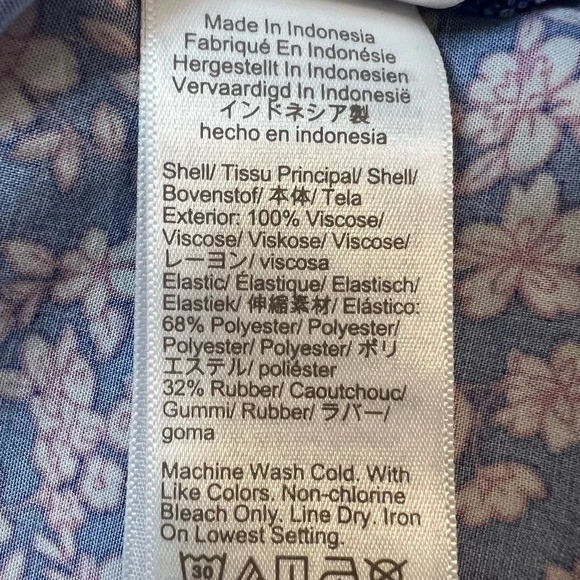 Made In Indonesia
Fabriqué En Indonésie
Hergestellt In Indonesien
Vervaardigd In Indonesië
インドネシア製
hecho en indonesia
Shell/ Tissu Principal/ Shell/
Bovenstof/ 本体/ Tela
Exterior: 100% Viscose/
Viscose/ Viskose/ Viscose/
レーヨン/ viscosa
Elastic/ Élastique/ Elastisch/
Elastiek/ 伸縮素材/ Elástico:
68% Polyester/ Polyester/
Polyester/ Polyester/ ポリ
エステル/ poliéster
32% Rubber/ Caoutchouc/
Gummi/ Rubber/ ラバー/
goma
Machine Wash Cold. With
Like Colors. Non-chlorine
Bleach Only. Line Dry. Iron
On Lowest Setting.
30